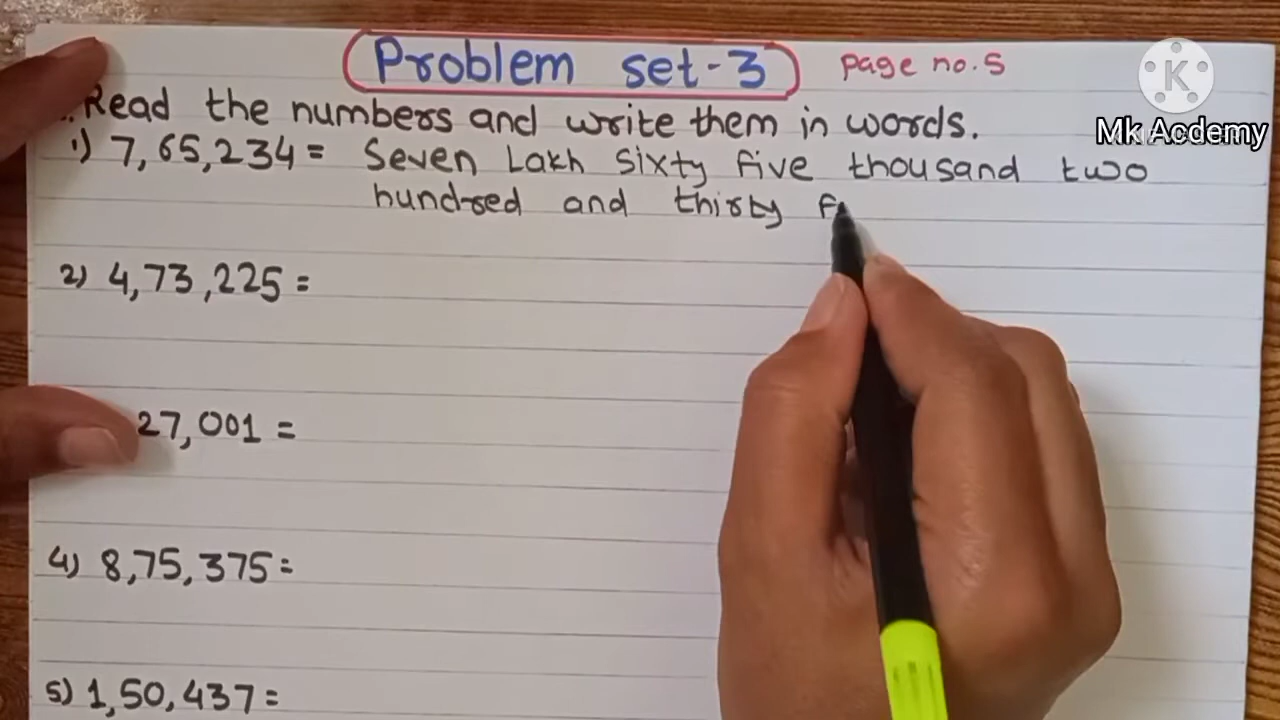 Problem set-3 page no.5
Read the numbers and write them in words.
1) 7,65,234 = Seven Lakh sixty five thousand two
hundred and thirty f
2) 4,73,225 =
27,001 =
4) 8,75,375 =
5) 1,50,437 =
K
Mk Acdemy